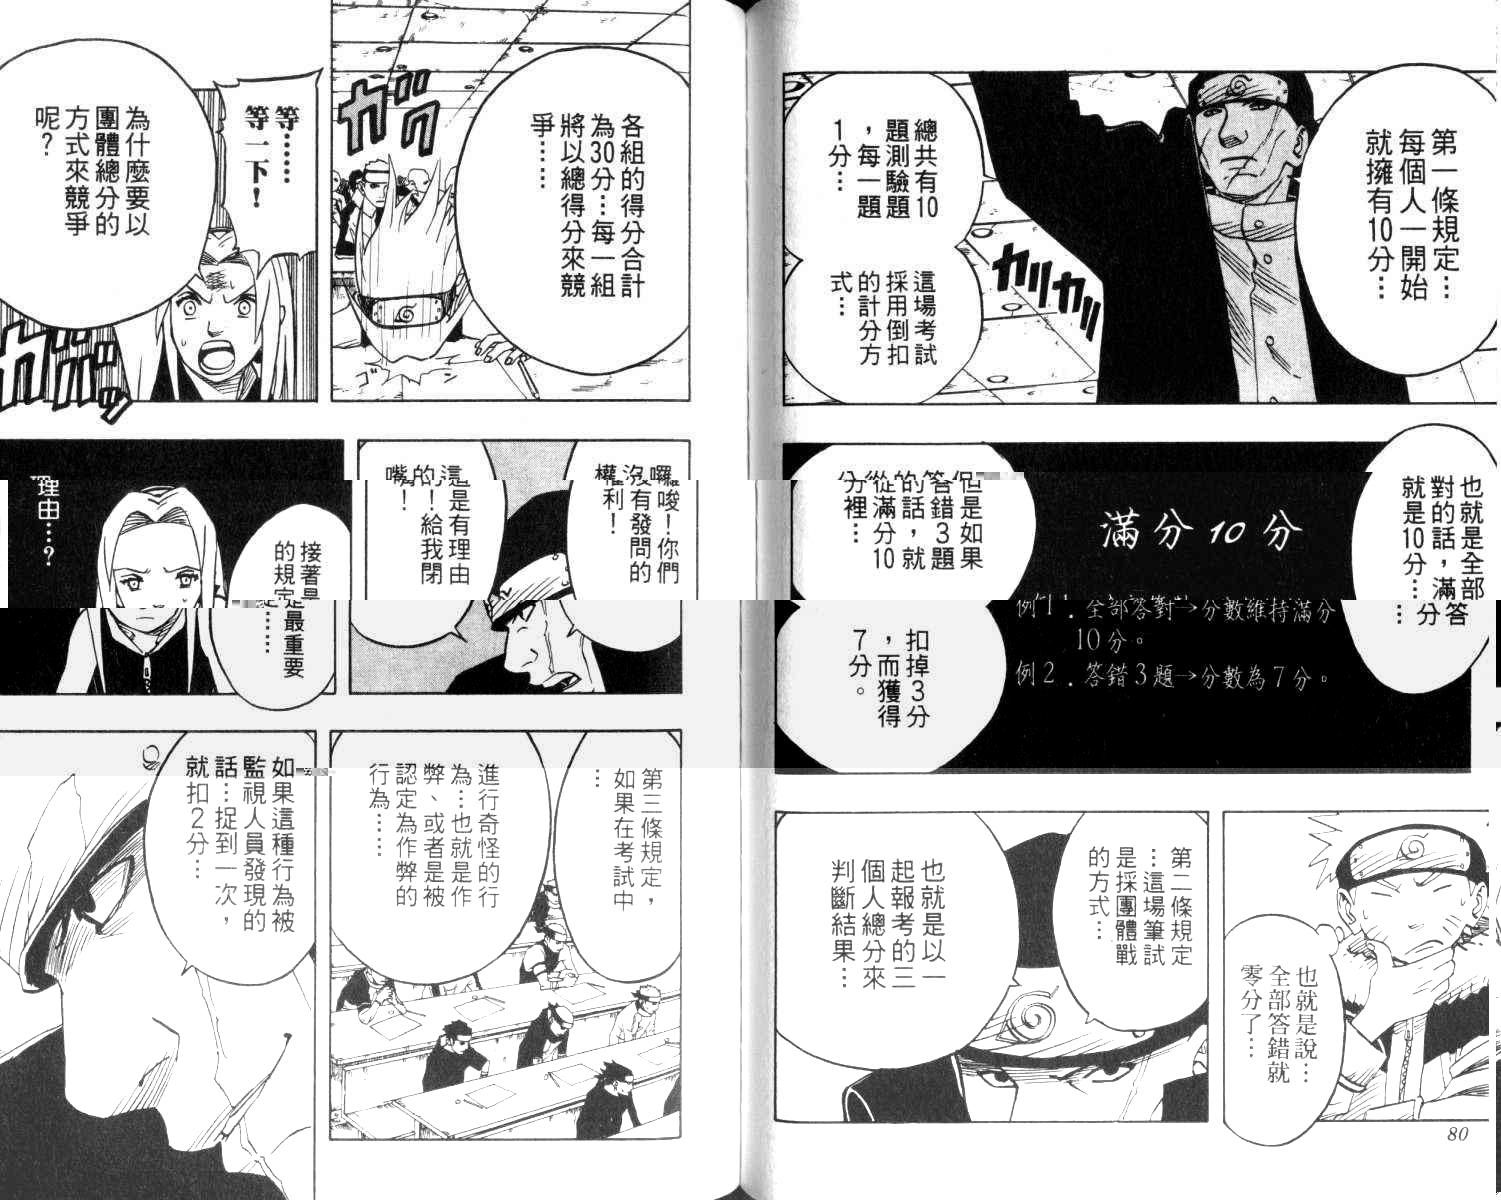 第一條規定…
每個人一開始
就擁有10分…
總共有10
題測驗題
，每一題
1分…
這場考試
採用倒扣
的計分方
式…
ガリガリ
也就是全部答
對的話，滿分
就是10分…
滿分10分
例1．全部答對→分數維持滿分
10分。
例2．答錯3題→分數為7分。
但是如果
答錯3題
的話，就
從滿分10
分裡…
扣掉3分
，而獲得
7分。
也就是說…
全部答錯就
零分了…
第二條規定
…這場筆試
是採團體戰
的方式…
也就是以一
起報考的三
個人總分來
判斷結果…
80
各組的得分合計
為30分…每一組
將以總得分來競
爭……
ガク
ゴン
等……
等一下！
為什麼要以
團體總分的
方式來競爭
呢？
ガバッ
囉唆！你們
沒有發問的
權利！
這是有理由
的！給我閉
嘴！
理由…？
接著是最重要
的規定……
第三條規定，
如果在考試中
…
進行奇怪的行
為…也就是作
弊、或者是被
認定為作弊的
行為……
如果這種行為被
監視人員發現的
話…捉到一次，
就扣2分…